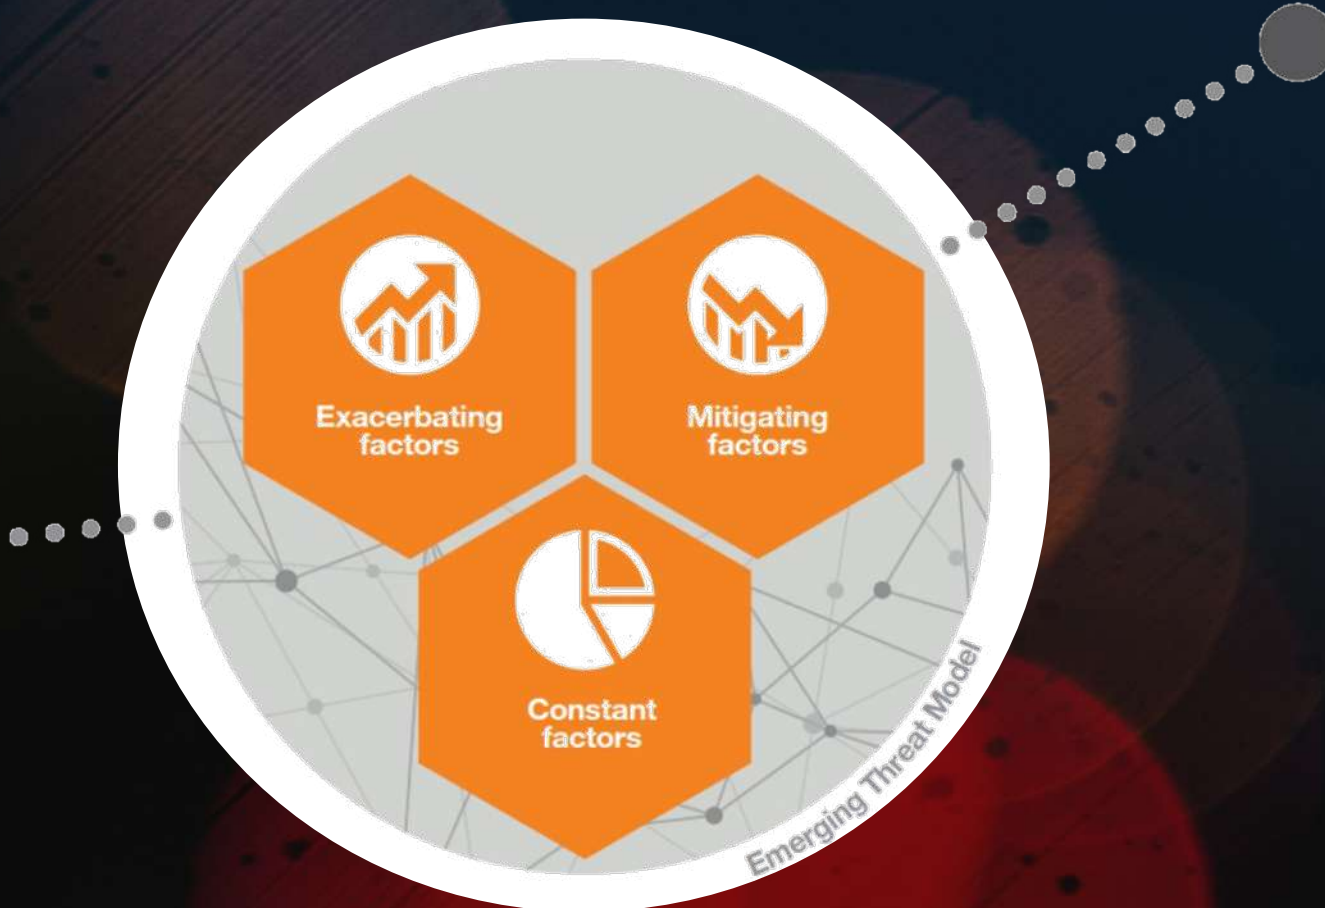 Exacerbating
factors
Mitigating
factors
Constant
factors
Emerging Threat Model